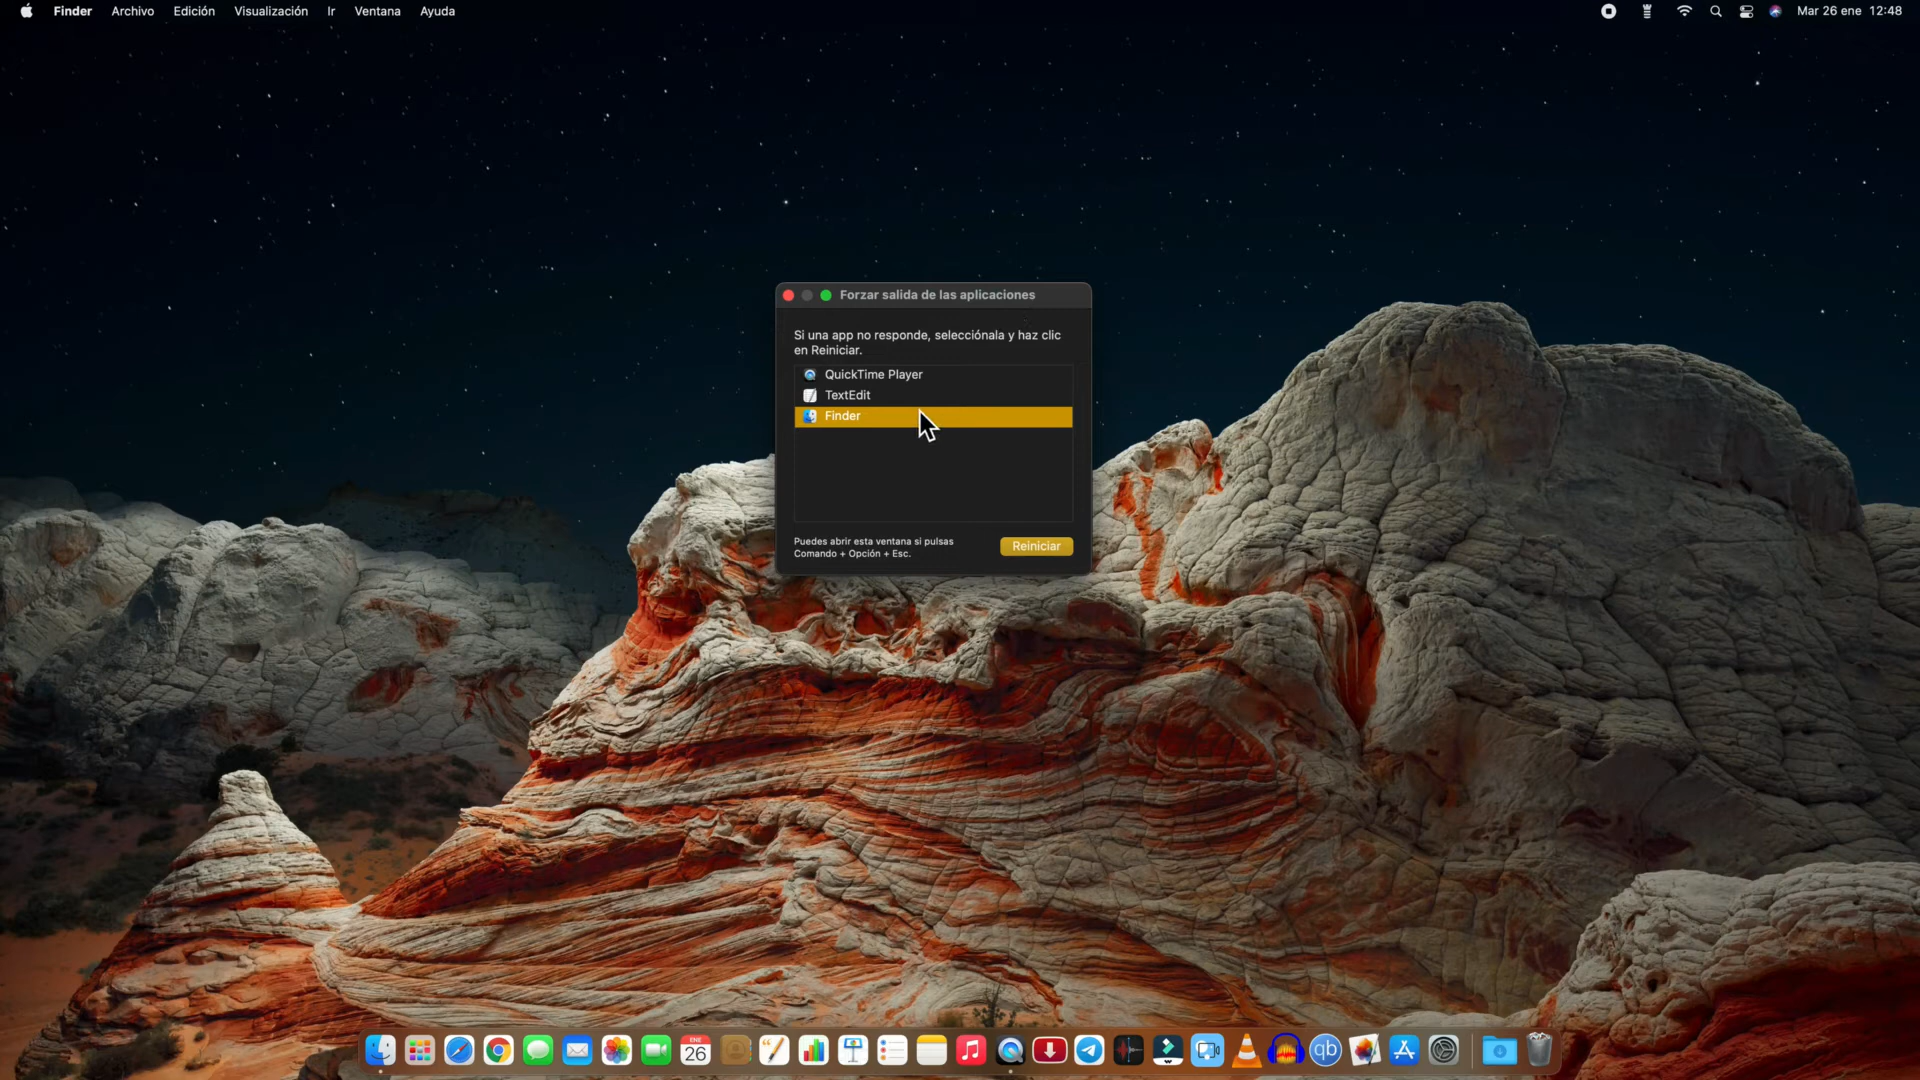 Finder Archivo Edición Visualización Ir Ventana Ayuda Mar 26 ene 12:48
Forzar salida de las aplicaciones
Si una app no responde, selecciónala y haz clic
en Reiniciar.
QuickTime Player
TextEdit
Finder
Puedes abrir esta ventana si pulsas
Comando + Opción + Esc.
Reiniciar
ENE
26
qb